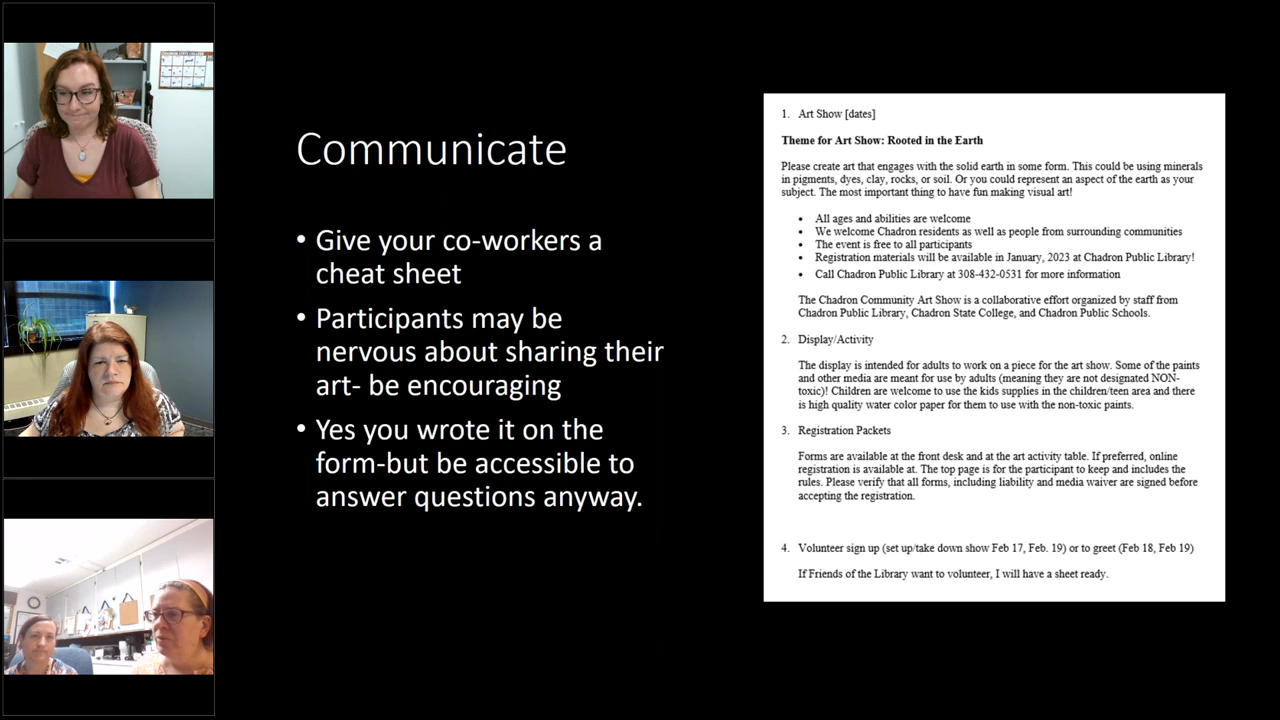 Communicate
• Give your co-workers a
cheat sheet
• Participants may be
nervous about sharing their
art- be encouraging
• Yes you wrote it on the
form-but be accessible to
answer questions anyway.
1. Art Show [dates]
Theme for Art Show: Rooted in the Earth
Please create art that engages with the solid earth in some form. This could be using minerals
in pigments, dyes, clay, rocks, or soil. Or you could represent an aspect of the earth as your
subject. The most important thing to have fun making visual art!
• All ages and abilities are welcome
• We welcome Chadron residents as well as people from surrounding communities
• The event is free to all participants
• Registration materials will be available in January, 2023 at Chadron Public Library!
• Call Chadron Public Library at 308-432-0531 for more information
The Chadron Community Art Show is a collaborative effort organized by staff from
Chadron Public Library, Chadron State College, and Chadron Public Schools.
2. Display/Activity
The display is intended for adults to work on a piece for the art show. Some of the paints
and other media are meant for use by adults (meaning they are not designated NON-
toxic)! Children are welcome to use the kids supplies in the children/teen area and there
is high quality water color paper for them to use with the non-toxic paints.
3. Registration Packets
Forms are available at the front desk and at the art activity table. If preferred, online
registration is available at. The top page is for the participant to keep and includes the
rules. Please verify that all forms, including liability and media waiver are signed before
accepting the registration.
4. Volunteer sign up (set up/take down show Feb 17, Feb. 19) or to greet (Feb 18, Feb 19)
If Friends of the Library want to volunteer, I will have a sheet ready.